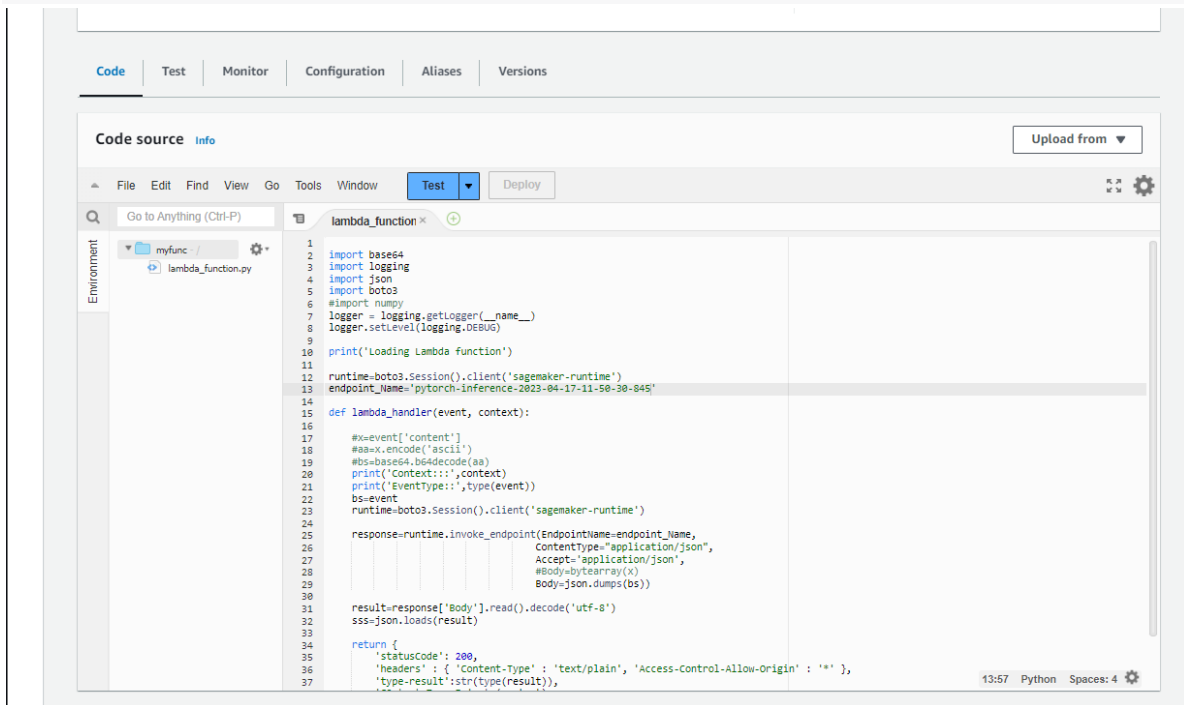 Code Test Monitor Configuration Aliases Versions
Code source Info
Upload from ▼
File Edit Find View Go Tools Window Test Deploy
Go to Anything (Ctrl-P)
lambda_function ×
Environment
myfunc - /
lambda_function.py
1
2 import base64
3 import logging
4 import json
5 import boto3
6 #import numpy
7 logger = logging.getLogger(__name__)
8 logger.setLevel(logging.DEBUG)
9
10 print('Loading Lambda function')
11
12 runtime=boto3.Session().client('sagemaker-runtime')
13 endpoint_Name='pytorch-inference-2023-04-17-11-50-30-845'
14
15 def lambda_handler(event, context):
16
17 #x=event['content']
18 #aa=x.encode('ascii')
19 #bs=base64.b64decode(aa)
20 print('Context:::',context)
21 print('EventType::',type(event))
22 bs=event
23 runtime=boto3.Session().client('sagemaker-runtime')
24
25 response=runtime.invoke_endpoint(EndpointName=endpoint_Name,
26 ContentType="application/json",
27 Accept='application/json',
28 #Body=bytearray(x)
29 Body=json.dumps(bs))
30
31 result=response['Body'].read().decode('utf-8')
32 sss=json.loads(result)
33
34 return {
35 'statusCode': 200,
36 'headers' : { 'Content-Type' : 'text/plain', 'Access-Control-Allow-Origin' : '*' },
37 'type-result':str(type(result)),
13:57 Python Spaces: 4